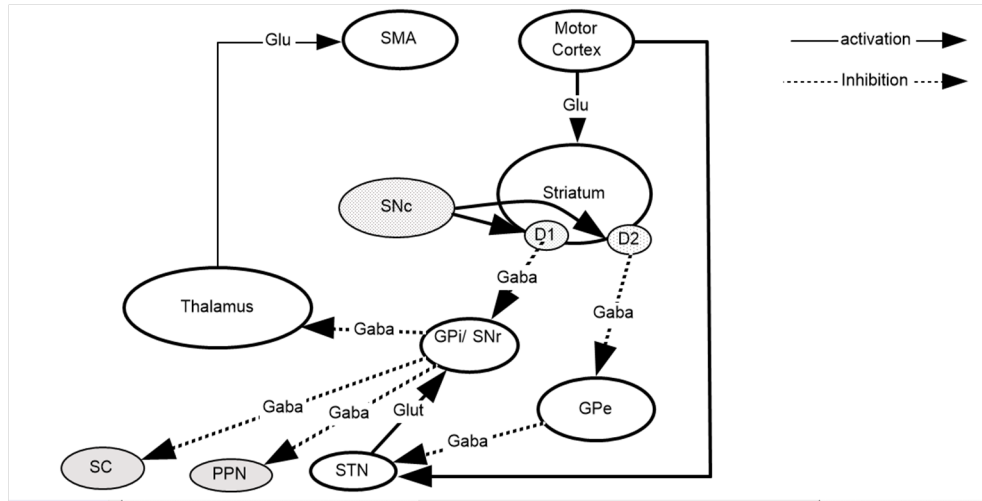 SMA
Motor
Cortex
activation
Glu
Inhibition
Glu
Striatum
SNc
D1
D2
Gaba
Thalamus
Gaba
Gaba
GPi/ SNr
Gaba
Gaba
Glut
GPe
Gaba
SC
PPN
STN
Gaba